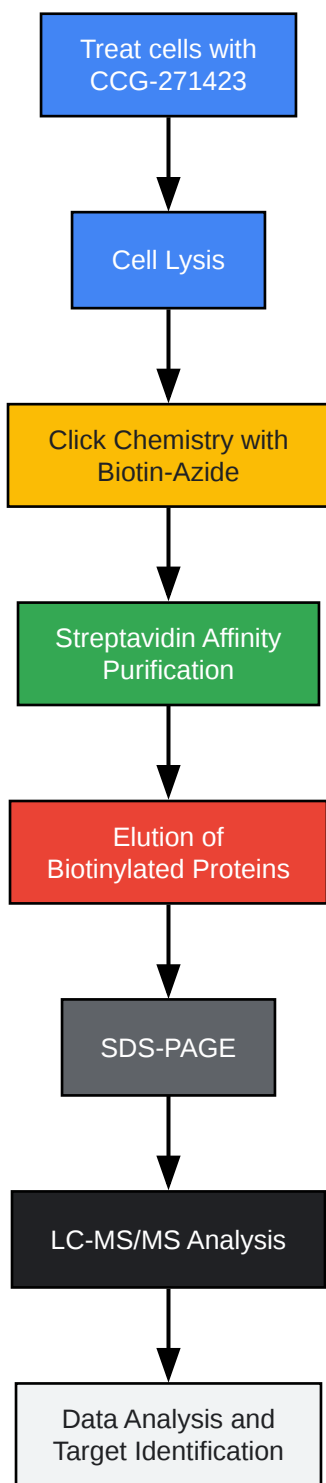 Treat cells with
CCG-271423
Cell Lysis
Click Chemistry with
Biotin-Azide
Streptavidin Affinity
Purification
Elution of
Biotinylated Proteins
SDS-PAGE
LC-MS/MS Analysis
Data Analysis and
Target Identification